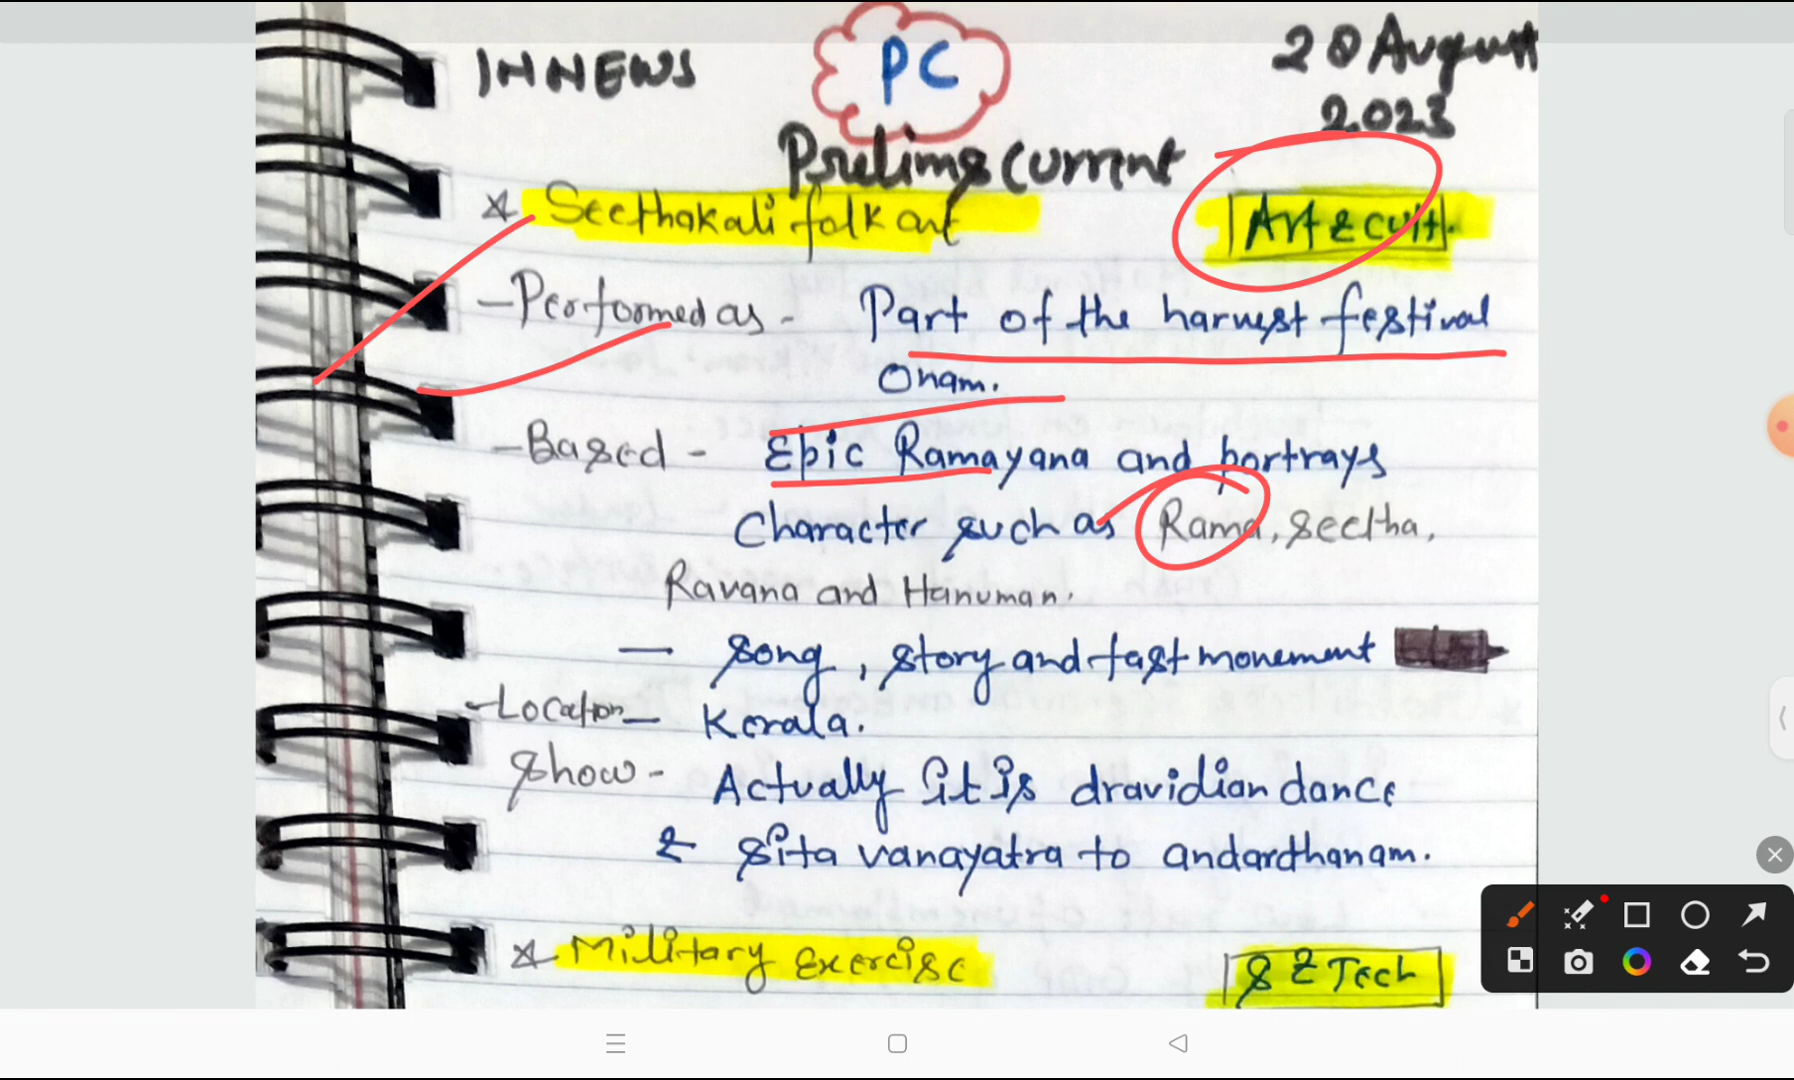 IN NEWS
PC
20 August
2023
Prelims current
Seethakali folk art
Art & cult.
- Performed as - Part of the harvest festival
Onam.
- Based - Epic Ramayana and portrays
Character such as Rama, seetha,
Ravana and Hanuman.
- song, story and fast movement
- Location - Kerala.
Show - Actually it is dravidian dance
& Sita vanayatra to andardhanam.
Military Exercise
S & Tech